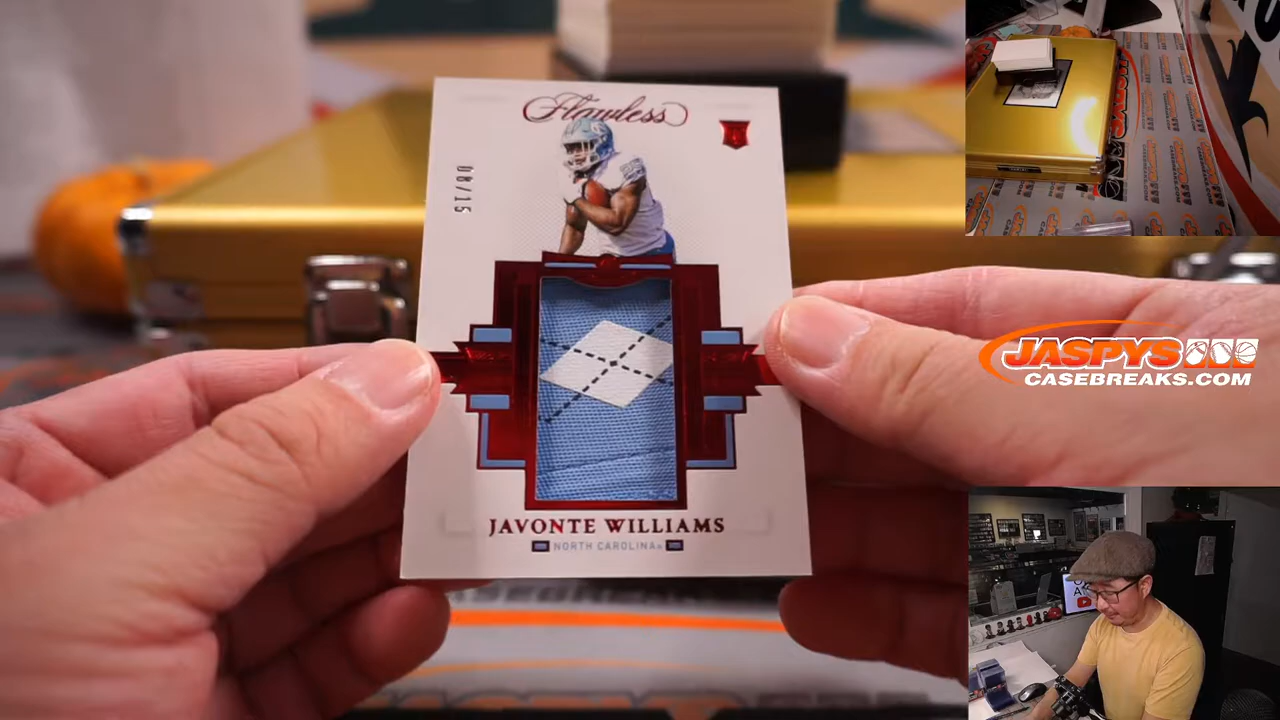 Flawless
08/15
JAVONTE WILLIAMS
NORTH CAROLINA
JASPYS
CASEBREAKS.COM